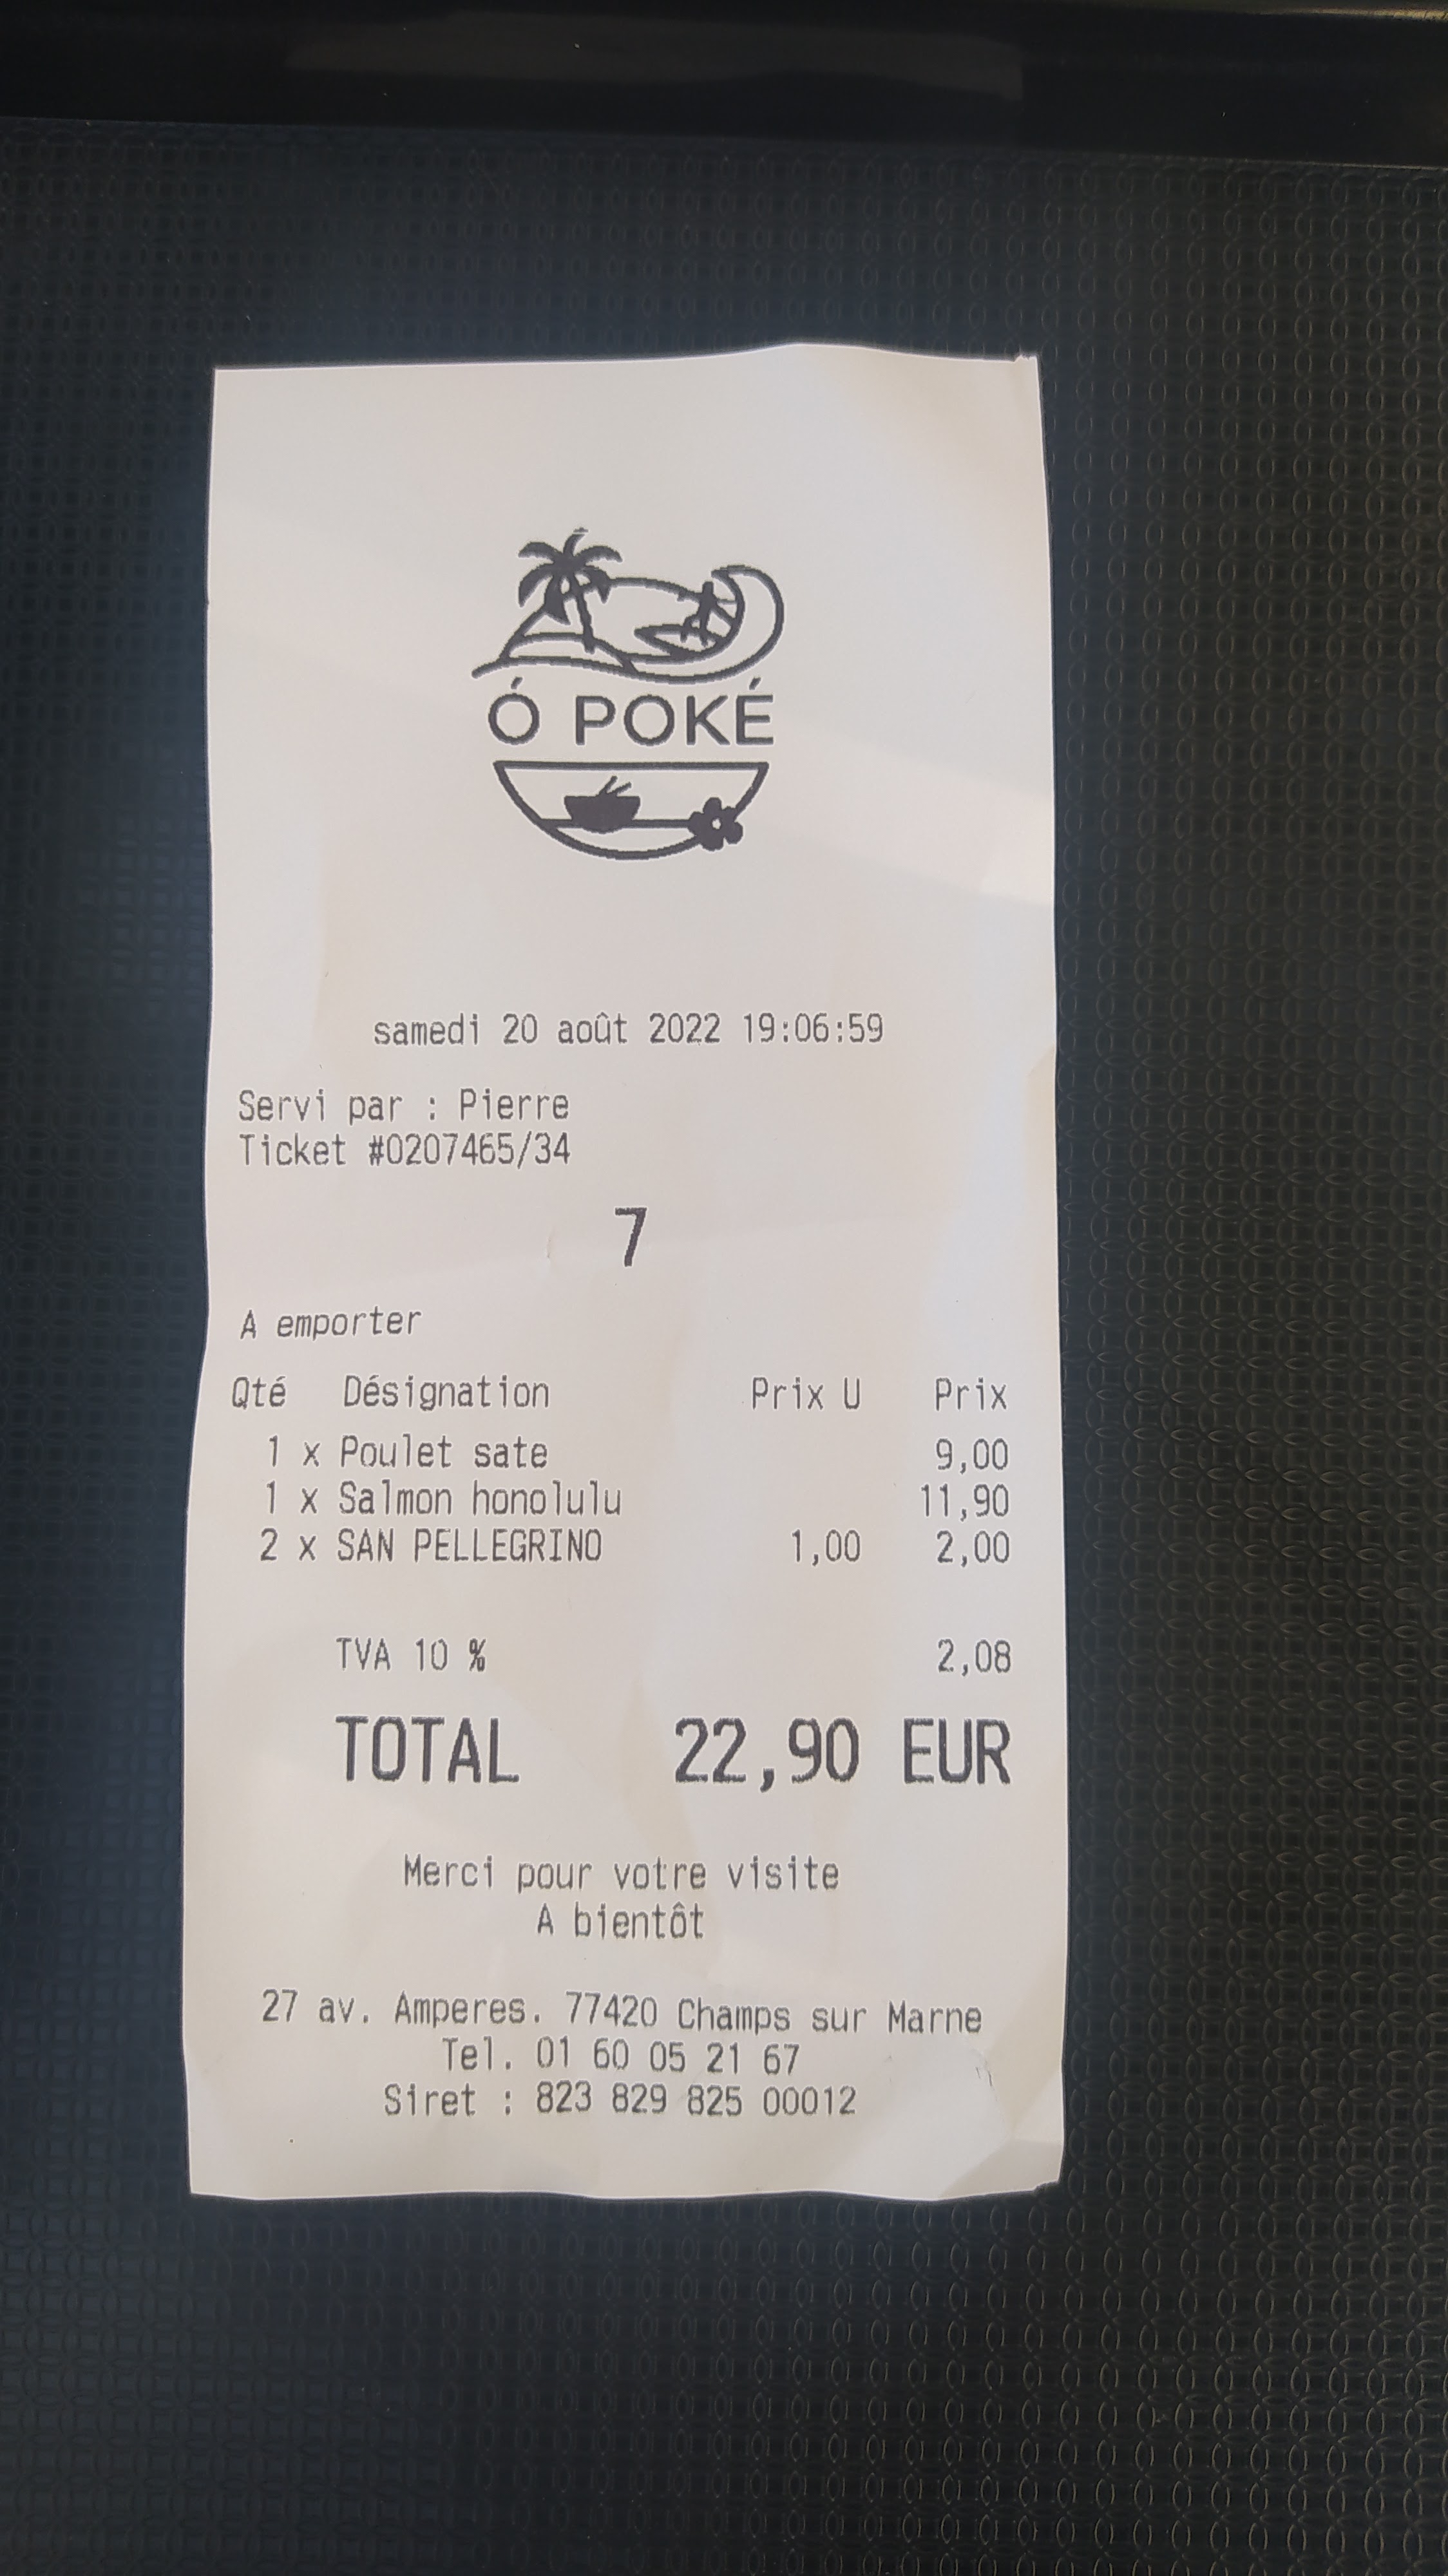 Ó POKÉ
samedi 20 août 2022 19:06:59
Servi par : Pierre
Ticket #0207465/34
7
A emporter
Qté Désignation Prix U Prix
1 x Poulet sate 9,00
1 x Salmon honolulu 11,90
2 x SAN PELLEGRINO 1,00 2,00
TVA 10 % 2,08
TOTAL 22,90 EUR
Merci pour votre visite
A bientôt
27 av. Amperes. 77420 Champs sur Marne
Tel. 01 60 05 21 67
Siret : 823 829 825 00012